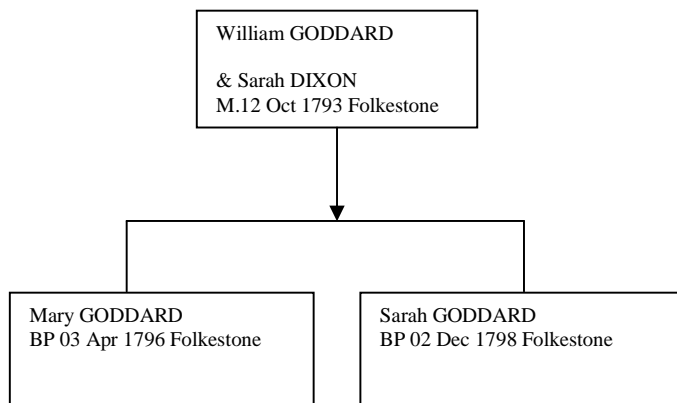 William GODDARD
& Sarah DIXON
M.12 Oct 1793 Folkestone
Mary GODDARD
BP 03 Apr 1796 Folkestone
Sarah GODDARD
BP 02 Dec 1798 Folkestone